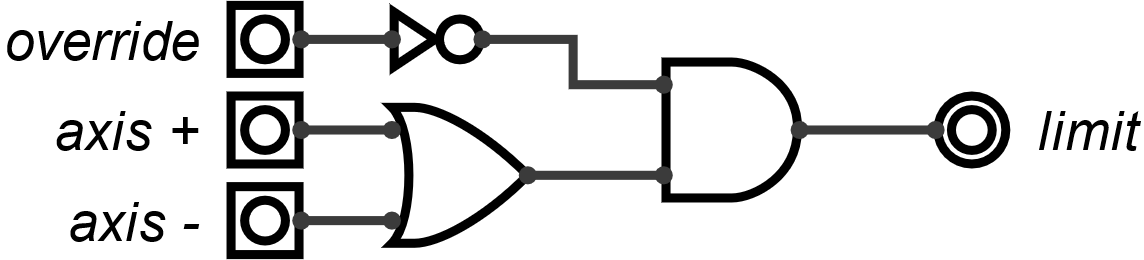 override
axis +
limit
axis -